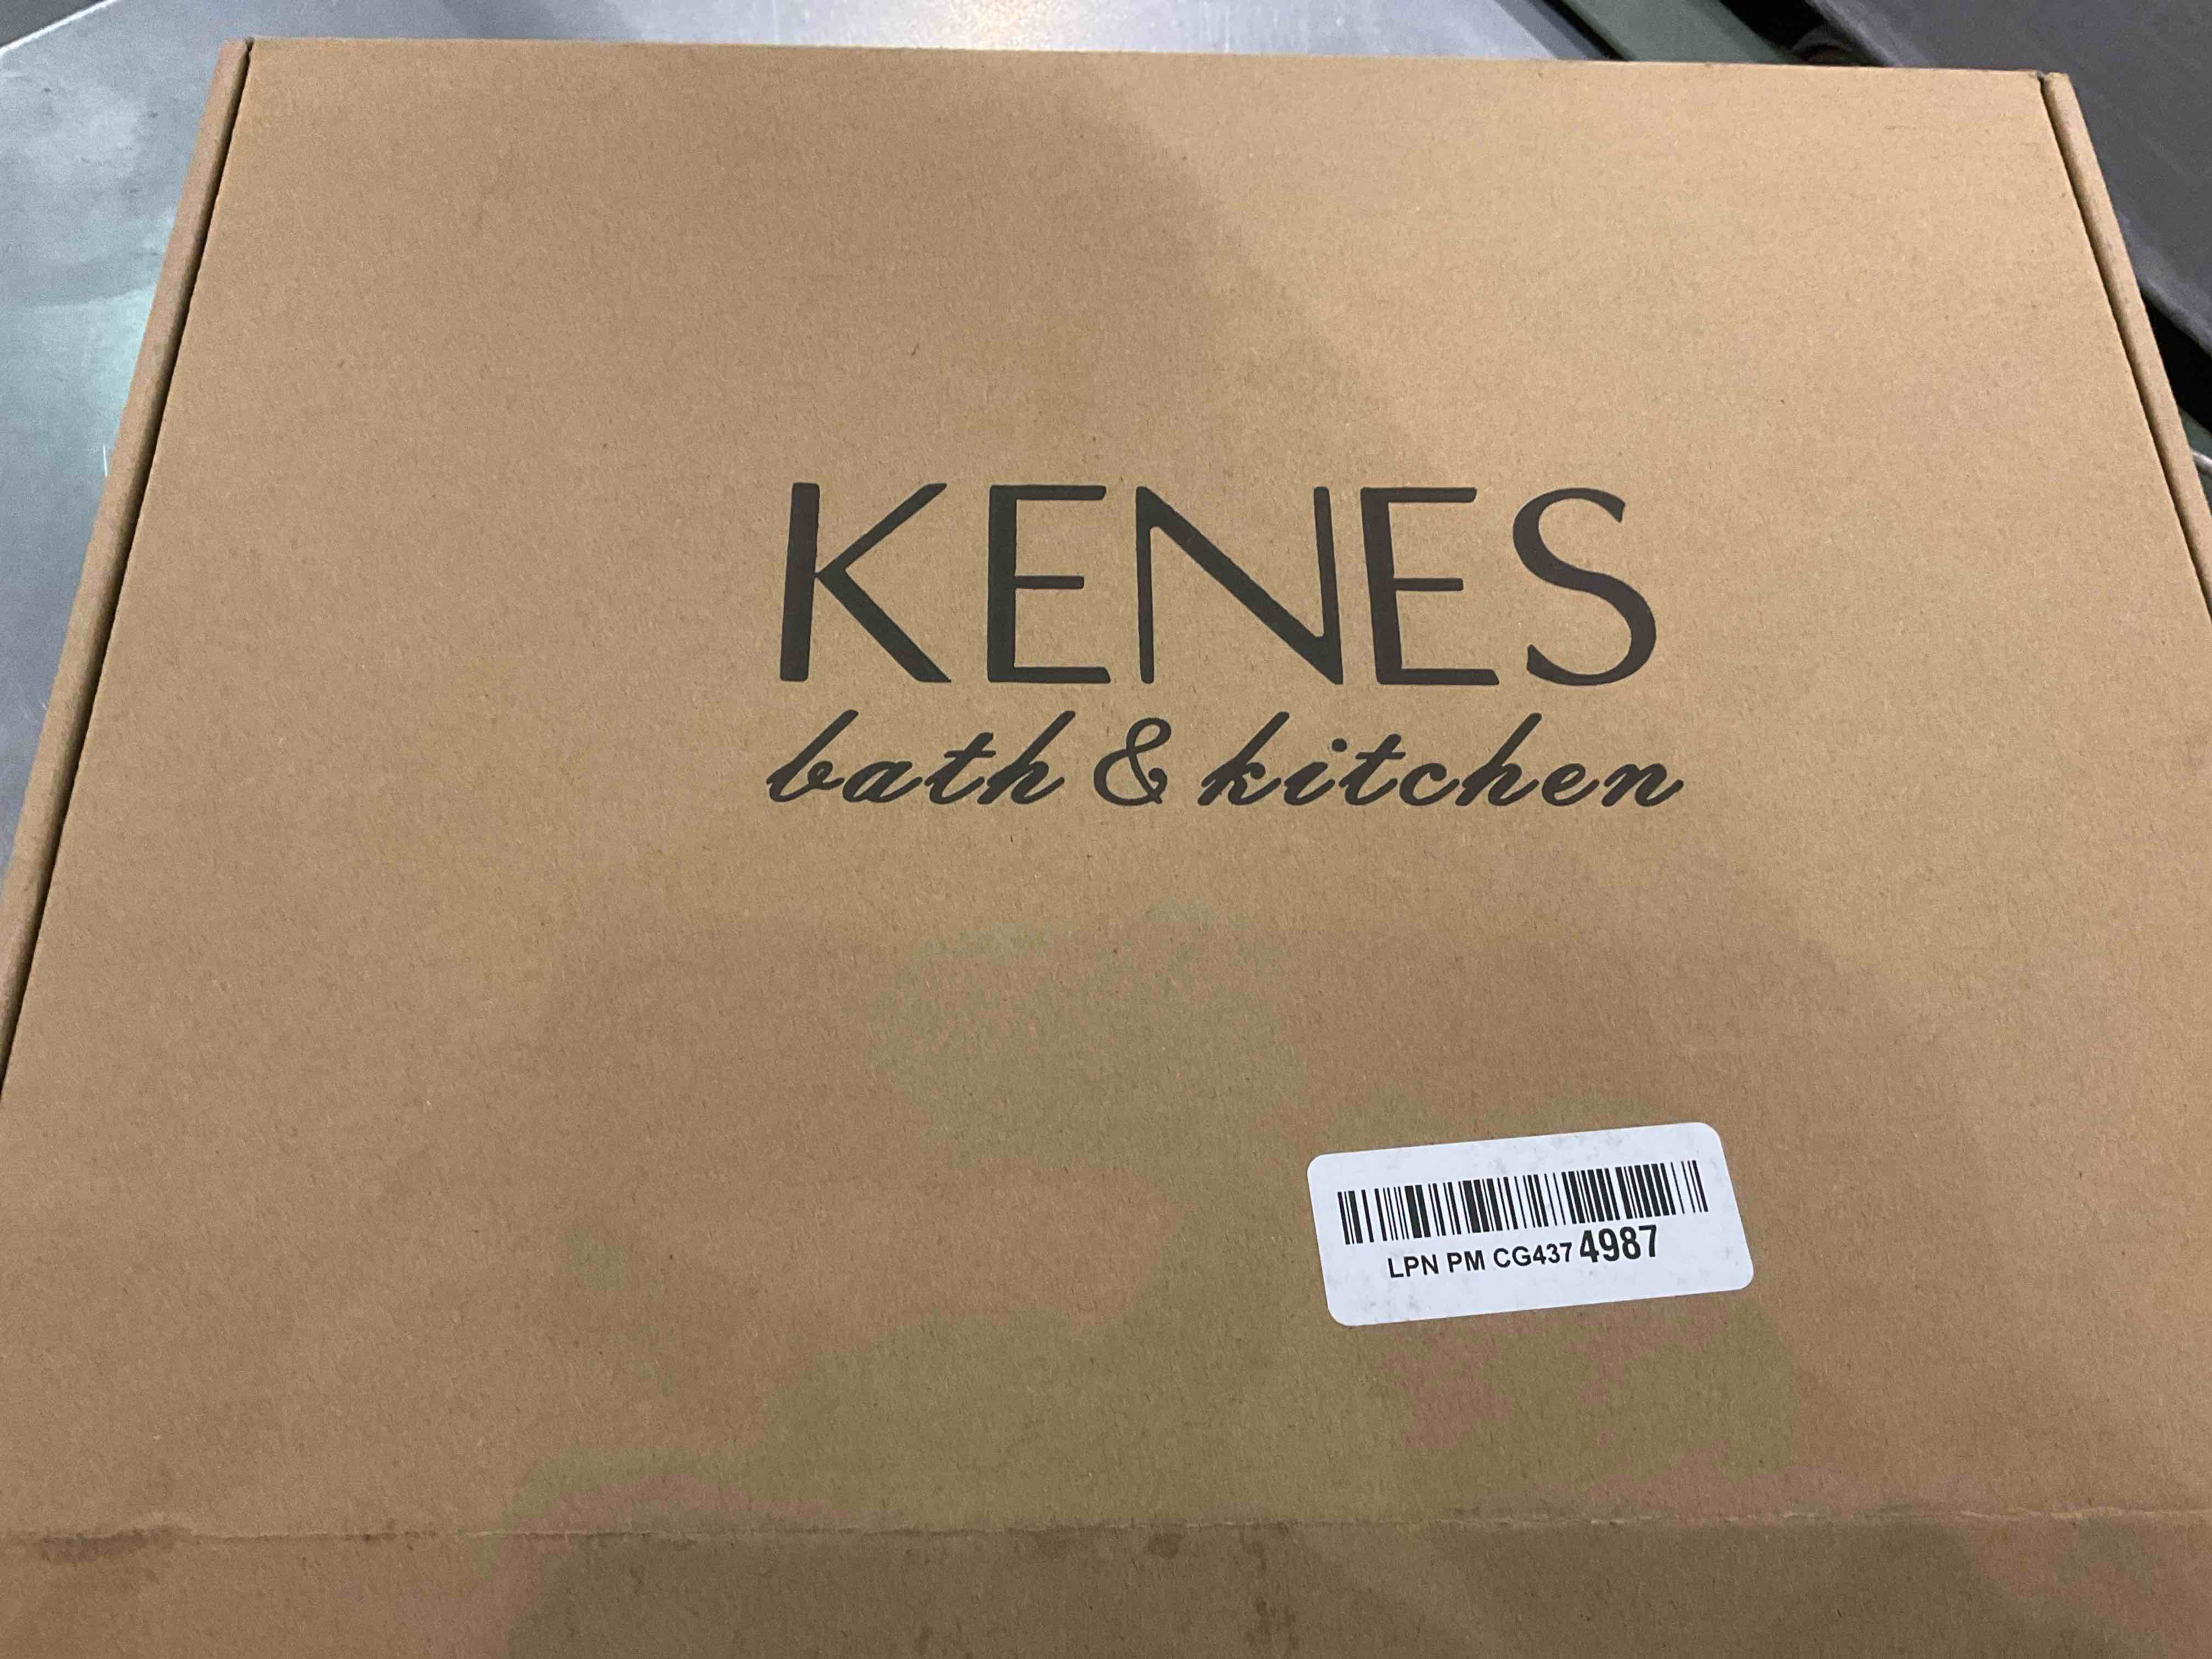 KENES
bath & kitchen
LPN PM CG437 4987